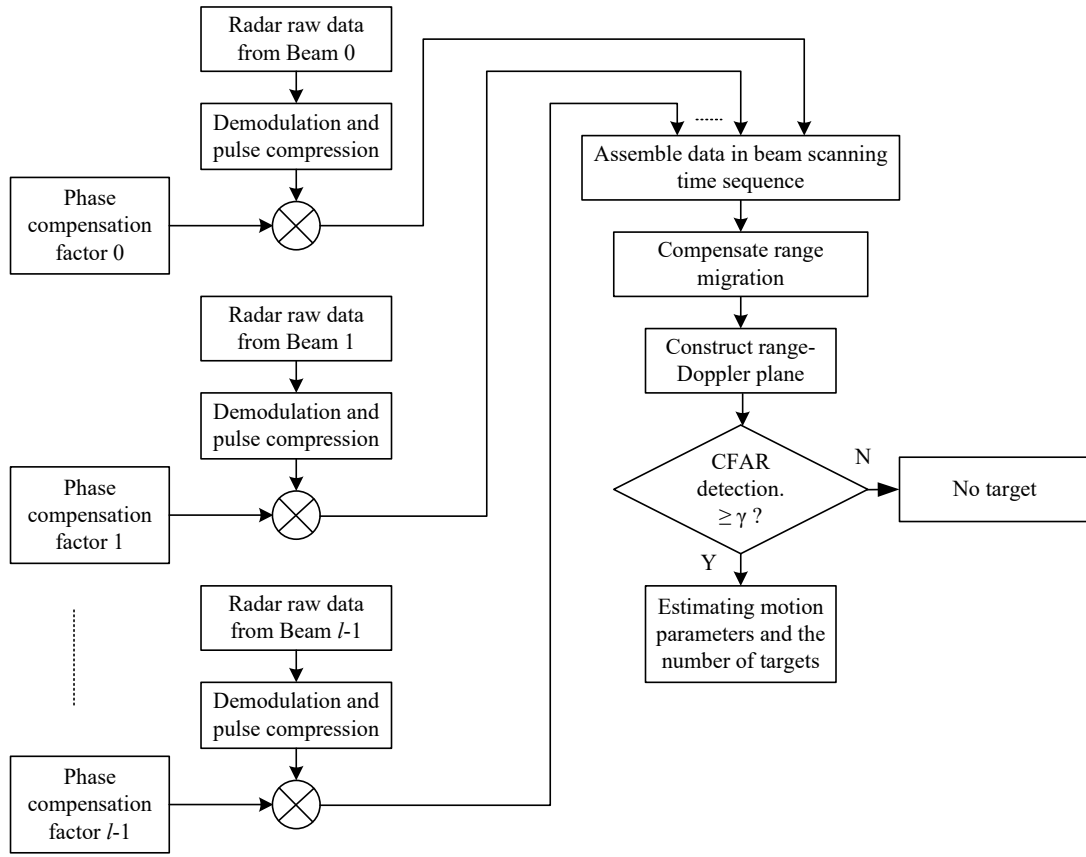 Radar raw data
from Beam 0
Demodulation and
pulse compression
Phase
compensation
factor 0
Radar raw data
from Beam 1
Demodulation and
pulse compression
Phase
compensation
factor 1
Radar raw data
from Beam l-1
Demodulation and
pulse compression
Phase
compensation
factor l-1
Assemble data in beam scanning
time sequence
Compensate range
migration
Construct range-
Doppler plane
CFAR
detection.
≥ γ ?
N
No target
Y
Estimating motion
parameters and the
number of targets